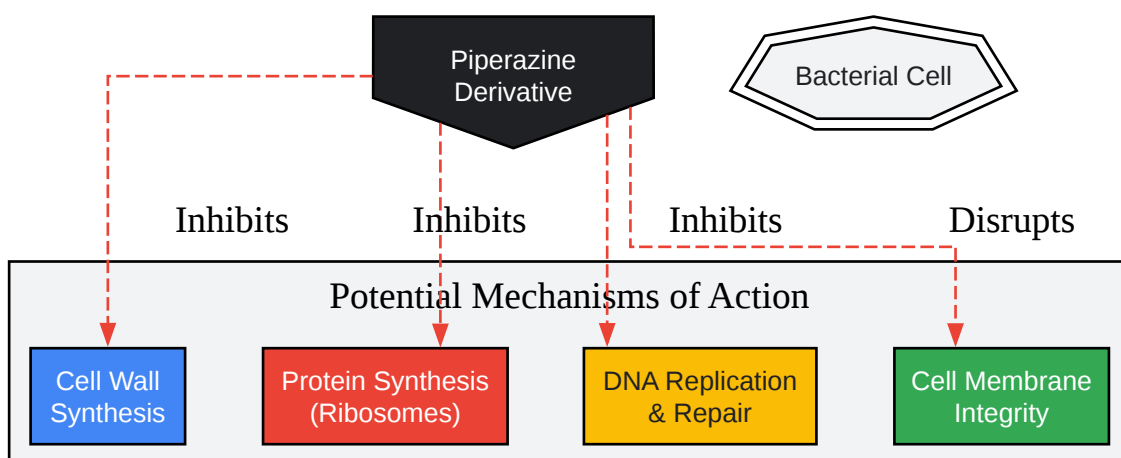 Piperazine
Derivative
Bacterial Cell
Inhibits
Inhibits
Inhibits
Disrupts
Potential Mechanisms of Action
Cell Wall
Synthesis
Protein Synthesis
(Ribosomes)
DNA Replication
& Repair
Cell Membrane
Integrity